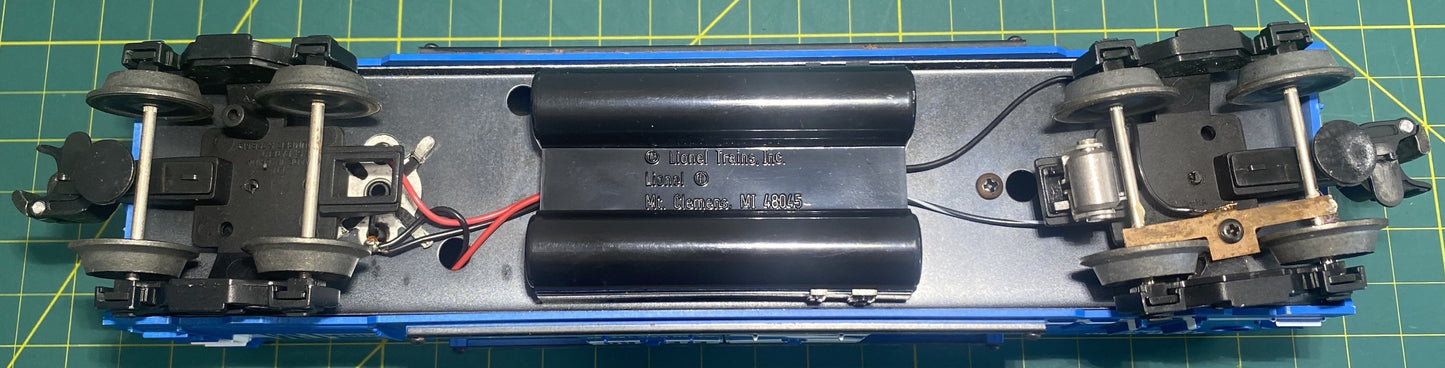 ® Lionel Trains, Inc.
Lionel ®
Mt. Clemens, MI 48045